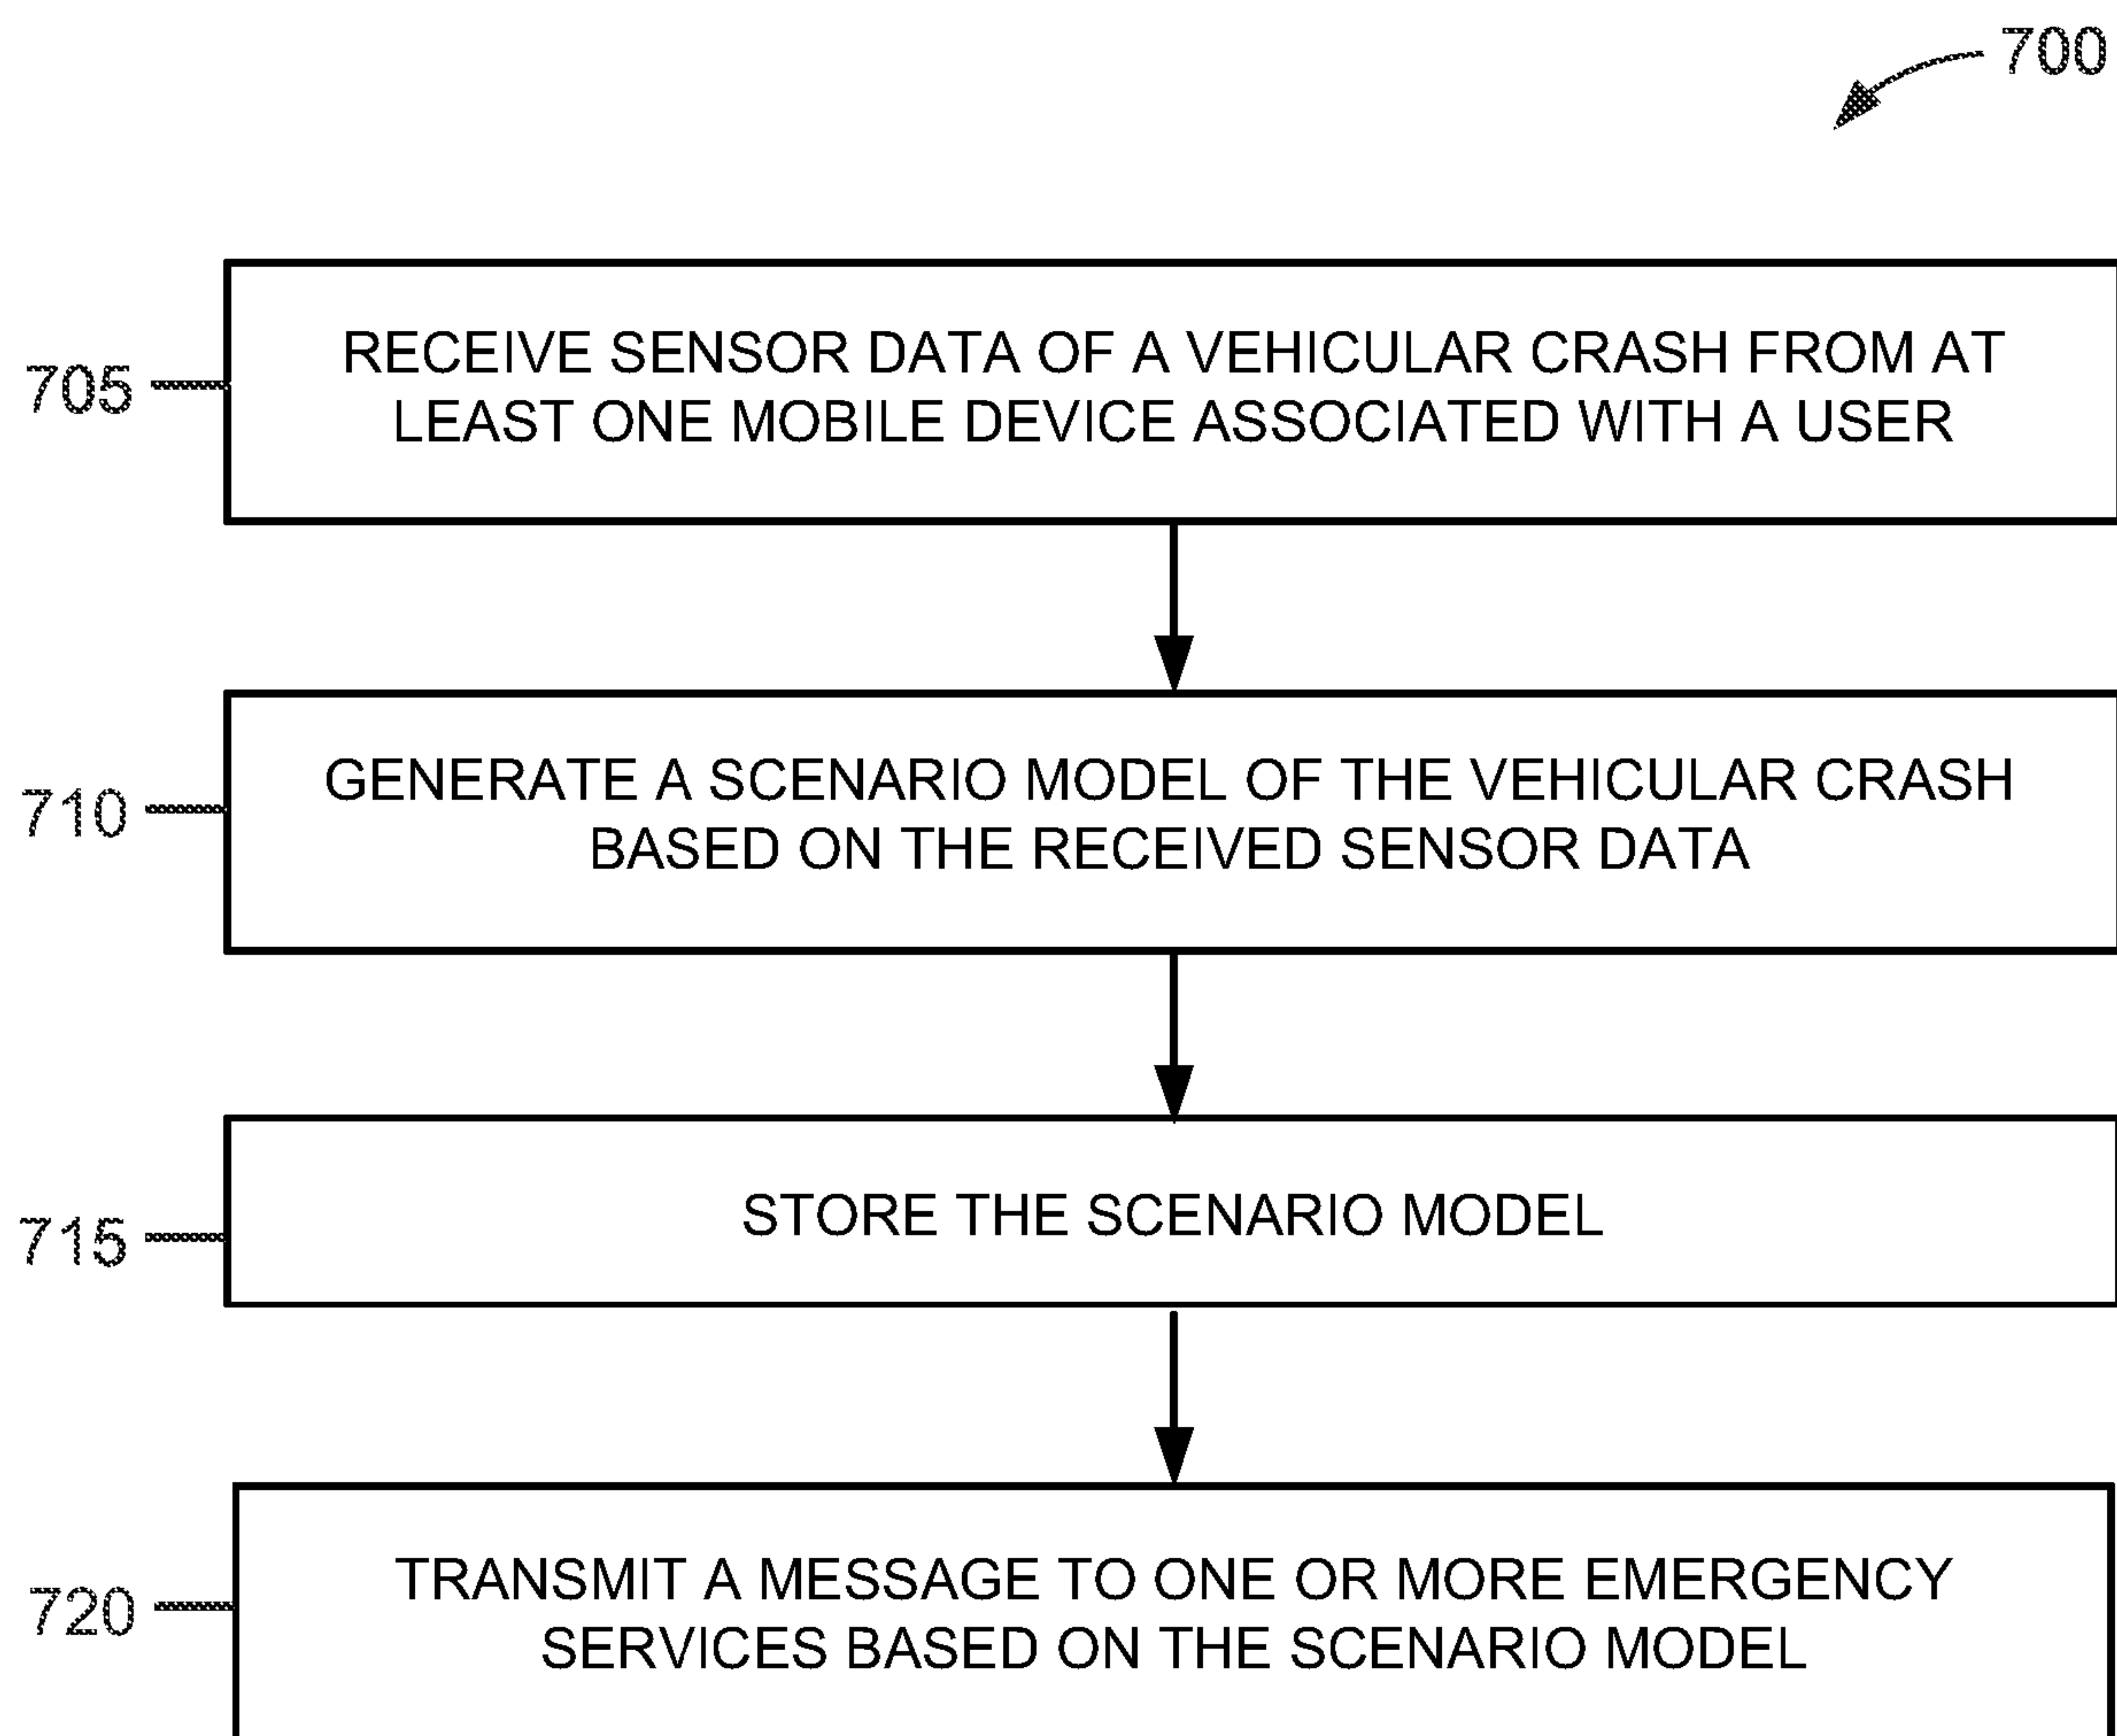 700
705
RECEIVE SENSOR DATA OF A VEHICULAR CRASH FROM AT
LEAST ONE MOBILE DEVICE ASSOCIATED WITH A USER
710
GENERATE A SCENARIO MODEL OF THE VEHICULAR CRASH
BASED ON THE RECEIVED SENSOR DATA
715
STORE THE SCENARIO MODEL
720
TRANSMIT A MESSAGE TO ONE OR MORE EMERGENCY
SERVICES BASED ON THE SCENARIO MODEL